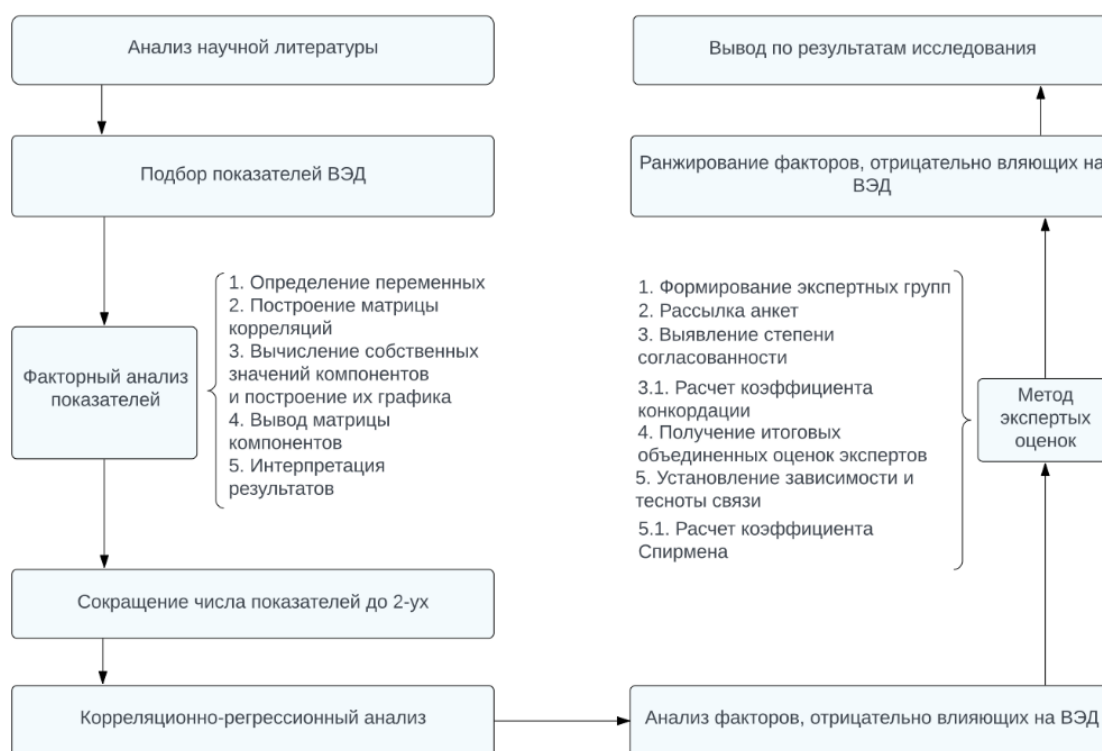 Анализ научной литературы
Подбор показателей ВЭД
Факторный анализ
показателей
1. Определение переменных
2. Построение матрицы
корреляций
3. Вычисление собственных
значений компонентов
и построение их графика
4. Вывод матрицы
компонентов
5. Интерпретация
результатов
Сокращение числа показателей до 2-ух
Корреляционно-регрессионный анализ
Анализ факторов, отрицательно влияющих на ВЭД
Метод
экспертых
оценок
1. Формирование экспертных групп
2. Рассылка анкет
3. Выявление степени
согласованности
3.1. Расчет коэффициента
конкордации
4. Получение итоговых
объединенных оценок экспертов
5. Установление зависимости и
тесноты связи
5.1. Расчет коэффициента
Спирмена
Ранжирование факторов, отрицательно вляющих на
ВЭД
Вывод по результатам исследования